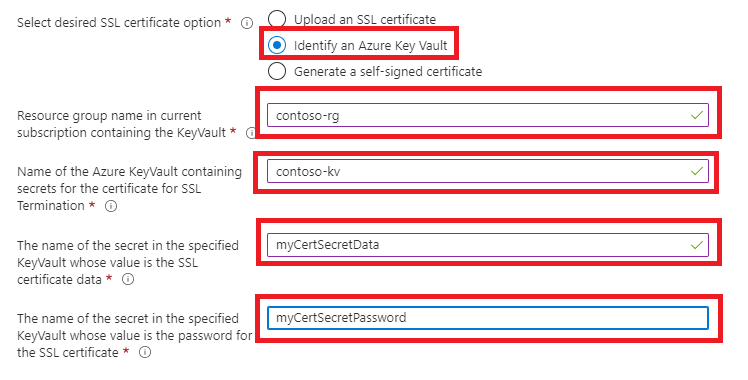 Select desired SSL certificate option *
Upload an SSL certificate
Identify an Azure Key Vault
Generate a self-signed certificate
Resource group name in current
subscription containing the KeyVault *
contoso-rg
Name of the Azure KeyVault containing
secrets for the certificate for SSL
Termination *
contoso-kv
The name of the secret in the specified
KeyVault whose value is the SSL
certificate data *
myCertSecretData
The name of the secret in the specified
KeyVault whose value is the password for
the SSL certificate *
myCertSecretPassword